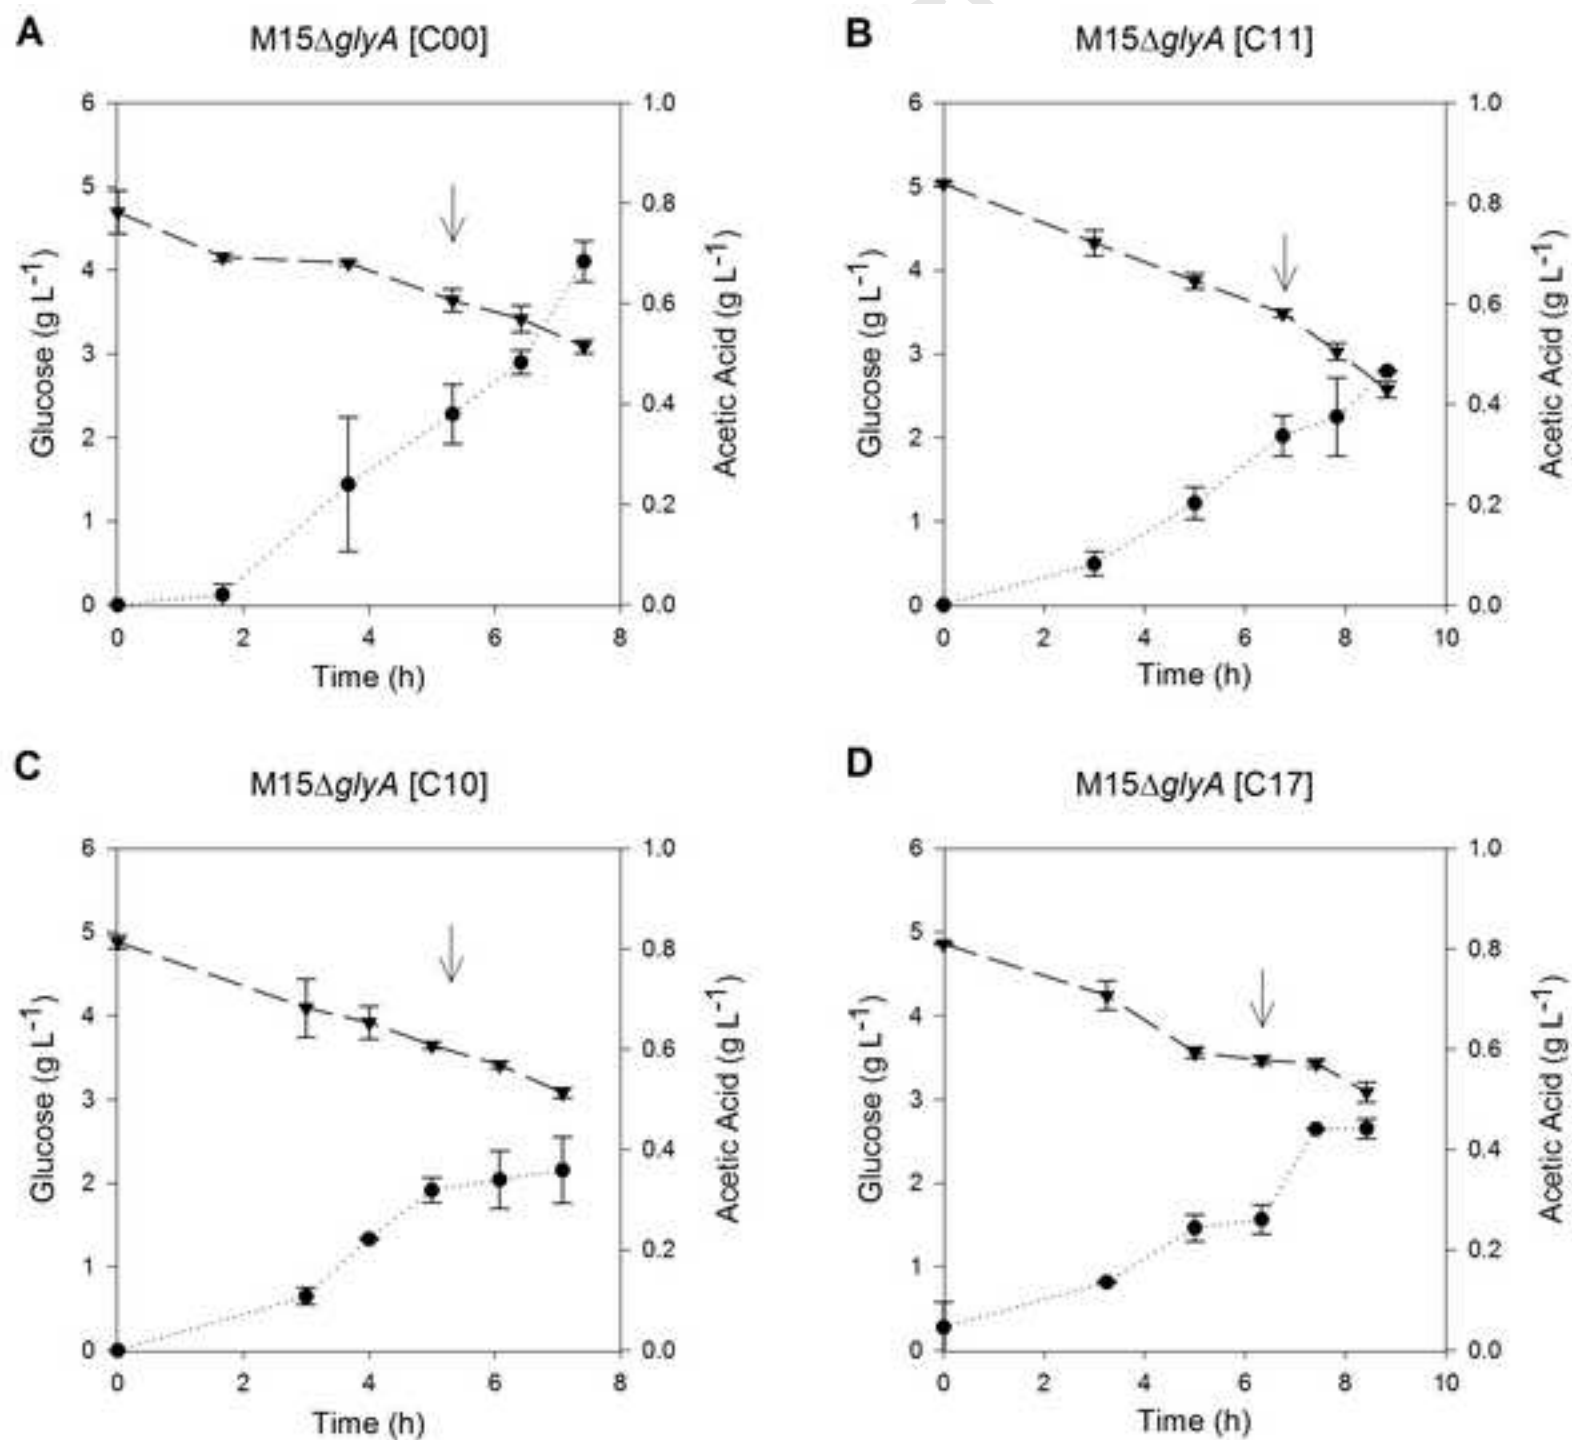 A
M15ΔglyA [C00]
6
5
4
3
2
1
0
1.0
0.8
0.6
0.4
0.2
0.0
0 2 4 6 8
Glucose (g L⁻¹)
Acetic Acid (g L⁻¹)
Time (h)
B
M15ΔglyA [C11]
6
5
4
3
2
1
0
1.0
0.8
0.6
0.4
0.2
0.0
0 2 4 6 8 10
Glucose (g L⁻¹)
Acetic Acid (g L⁻¹)
Time (h)
C
M15ΔglyA [C10]
6
5
4
3
2
1
0
1.0
0.8
0.6
0.4
0.2
0.0
0 2 4 6 8
Glucose (g L⁻¹)
Acetic Acid (g L⁻¹)
Time (h)
D
M15ΔglyA [C17]
6
5
4
3
2
1
0
1.0
0.8
0.6
0.4
0.2
0.0
0 2 4 6 8 10
Glucose (g L⁻¹)
Acetic Acid (g L⁻¹)
Time (h)